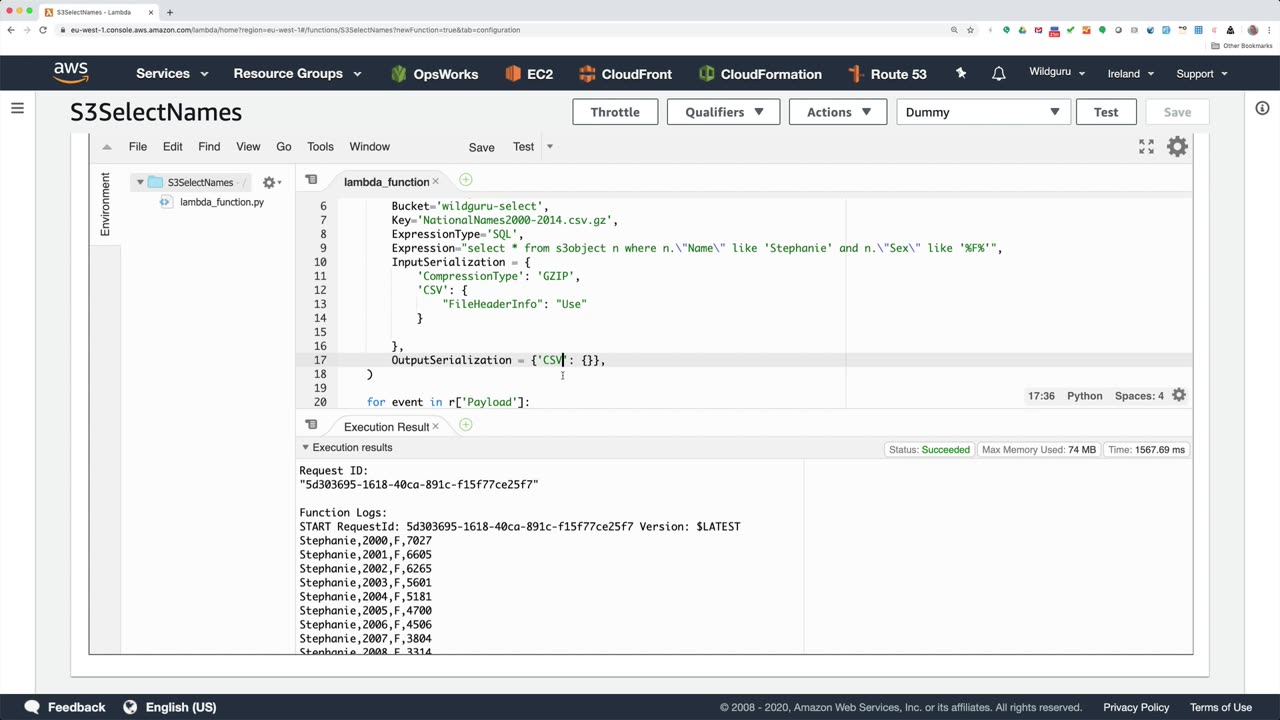 S3SelectNames - Lambda
eu-west-1.console.aws.amazon.com/lambda/home?region=eu-west-1#/functions/S3SelectNames?newFunction=true&tab=configuration
Other Bookmarks
aws Services Resource Groups OpsWorks EC2 CloudFront CloudFormation Route 53 Wildguru Ireland Support
S3SelectNames Throttle Qualifiers Actions Dummy Test Save
File Edit Find View Go Tools Window Save Test
Environment
S3SelectNames /
lambda_function.py
lambda_function
6 Bucket='wildguru-select',
7 Key='NationalNames2000-2014.csv.gz',
8 ExpressionType='SQL',
9 Expression="select * from s3object n where n.\"Name\" like 'Stephanie' and n.\"Sex\" like '%F%'",
10 InputSerialization = {
11 'CompressionType': 'GZIP',
12 'CSV': {
13 "FileHeaderInfo": "Use"
14 }
15
16 },
17 OutputSerialization = {'CSV': {}},
18 )
19
20 for event in r['Payload']:
17:36 Python Spaces: 4
Execution Result
Execution results Status: Succeeded Max Memory Used: 74 MB Time: 1567.69 ms
Request ID:
"5d303695-1618-40ca-891c-f15f77ce25f7"
Function Logs:
START RequestId: 5d303695-1618-40ca-891c-f15f77ce25f7 Version: $LATEST
Stephanie,2000,F,7027
Stephanie,2001,F,6605
Stephanie,2002,F,6265
Stephanie,2003,F,5601
Stephanie,2004,F,5181
Stephanie,2005,F,4700
Stephanie,2006,F,4506
Stephanie,2007,F,3804
Stephanie,2008,F,3314
Feedback English (US) © 2008 - 2020, Amazon Web Services, Inc. or its affiliates. All rights reserved. Privacy Policy Terms of Use